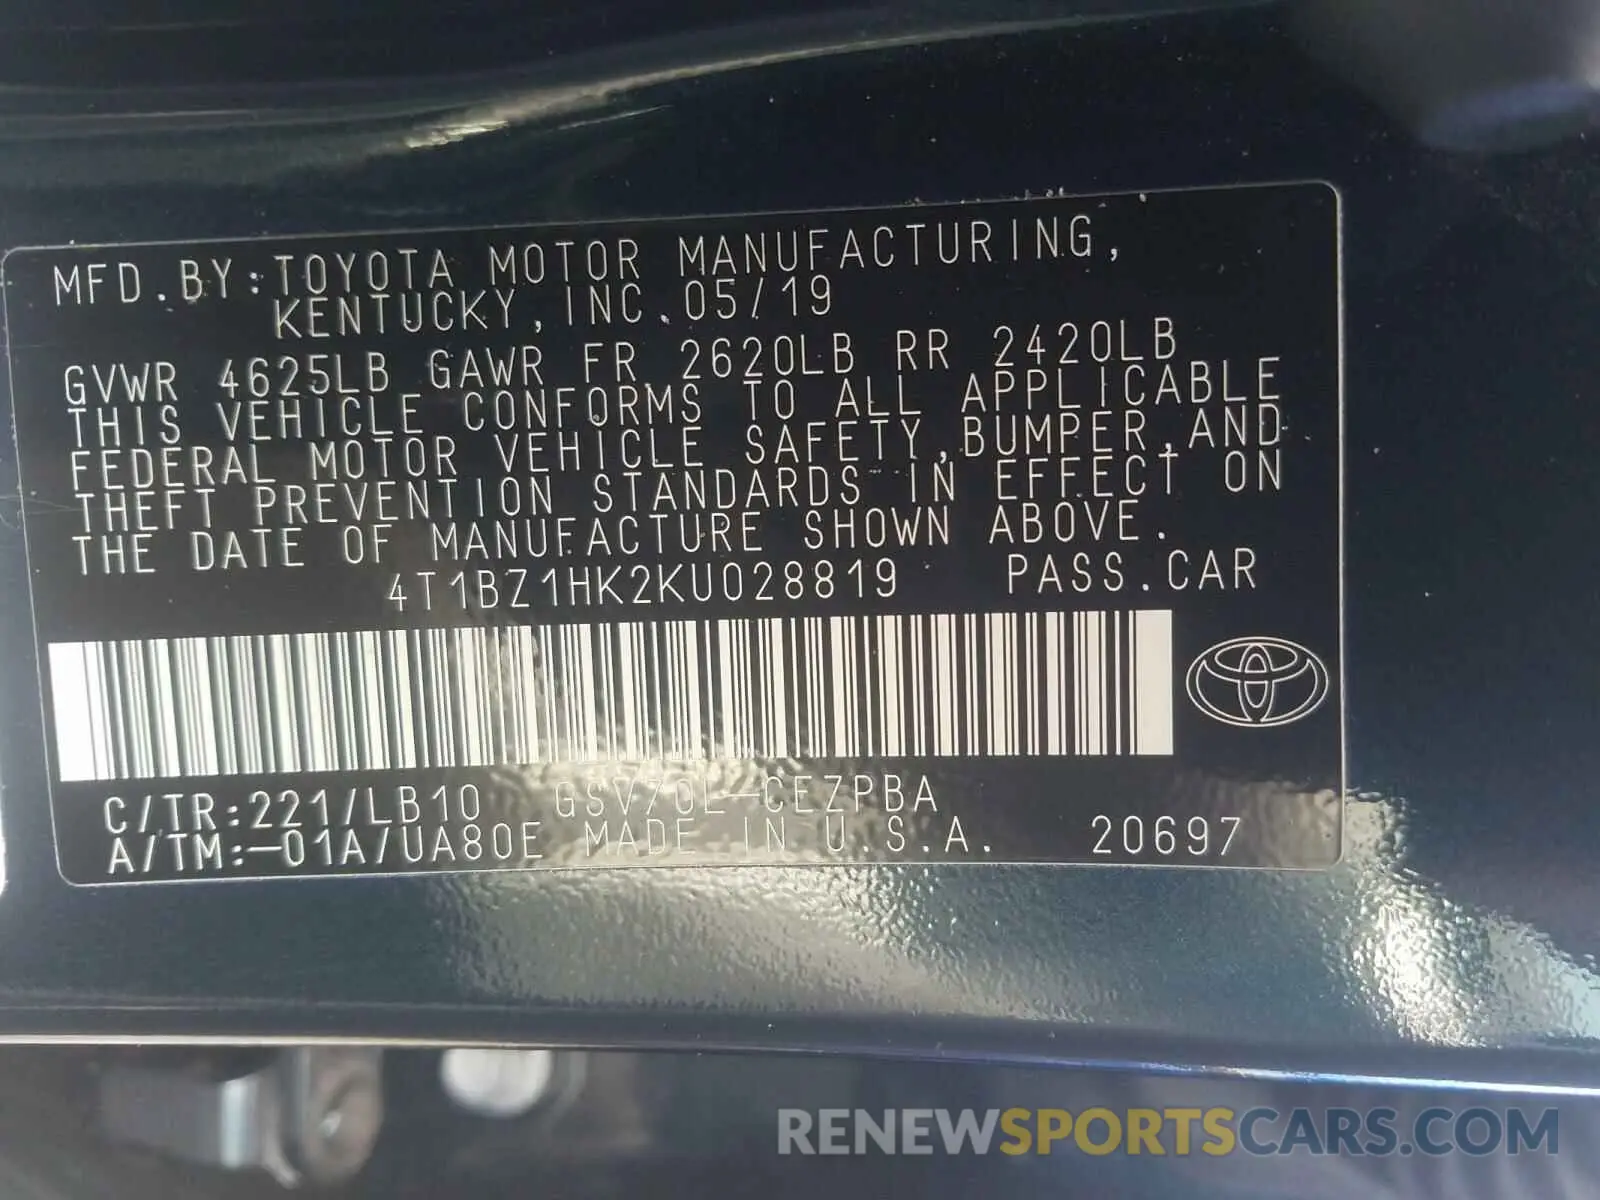 MFD.BY:TOYOTA MOTOR MANUFACTURING,
KENTUCKY,INC.05/19
GVWR 4625LB GAWR FR 2620LB RR 2420LB
THIS VEHICLE CONFORMS TO ALL APPLICABLE
FEDERAL MOTOR VEHICLE SAFETY,BUMPER,AND
THEFT PREVENTION STANDARDS IN EFFECT ON
THE DATE OF MANUFACTURE SHOWN ABOVE.
4T1BZ1HK2KU028819 PASS.CAR
C/TR:221/LB10 GSV70L-CEZPBA
A/TM:-01A/UA80E MADE IN U.S.A. 20697
RENEWSPORTSCARS.COM